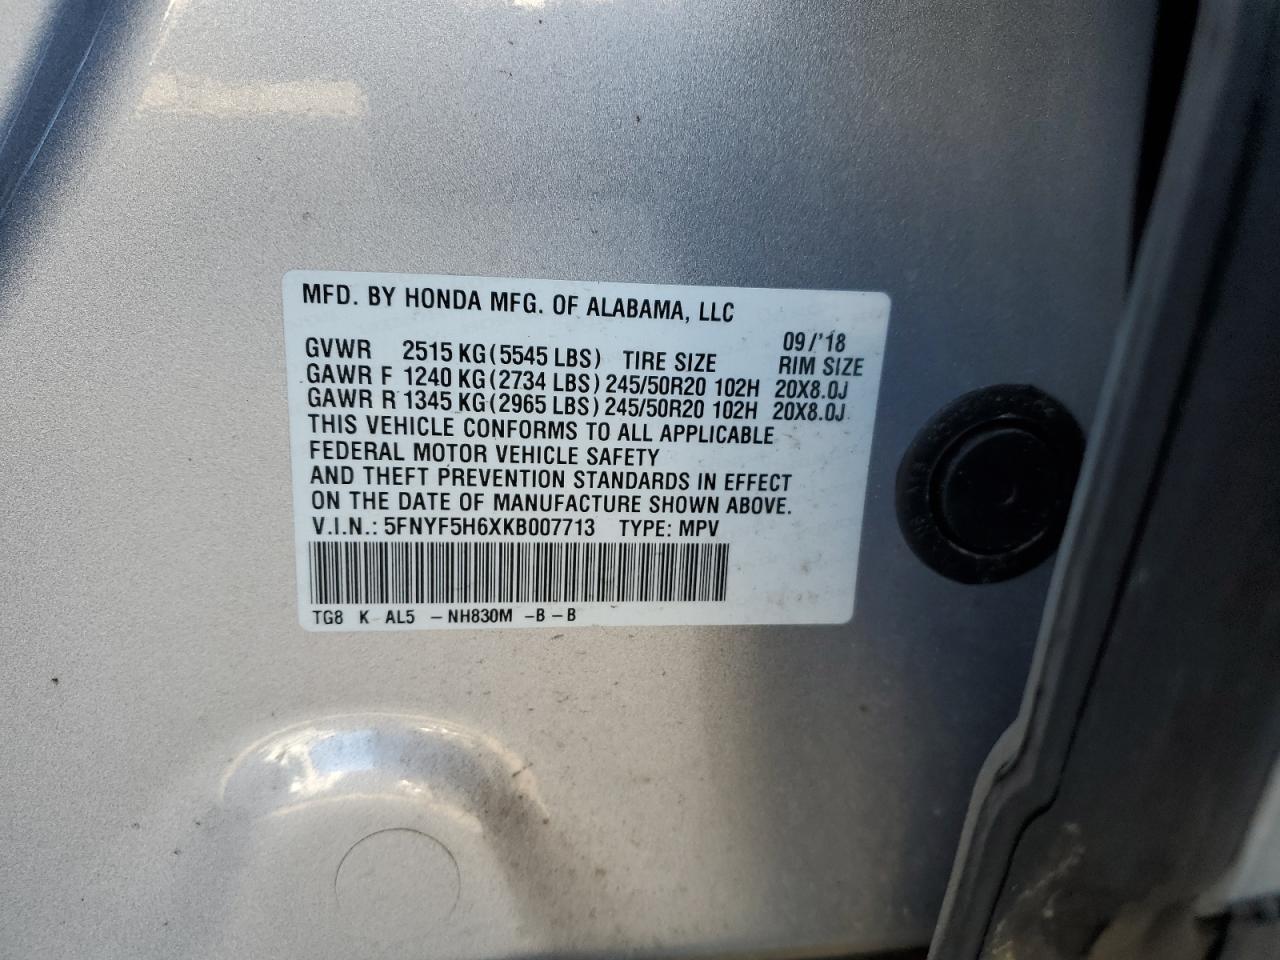 MFD. BY HONDA MFG. OF ALABAMA, LLC
09/'18
GVWR 2515 KG (5545 LBS) TIRE SIZE RIM SIZE
GAWR F 1240 KG (2734 LBS) 245/50R20 102H 20X8.0J
GAWR R 1345 KG (2965 LBS) 245/50R20 102H 20X8.0J
THIS VEHICLE CONFORMS TO ALL APPLICABLE
FEDERAL MOTOR VEHICLE SAFETY
AND THEFT PREVENTION STANDARDS IN EFFECT
ON THE DATE OF MANUFACTURE SHOWN ABOVE.
V.I.N.: 5FNYF5H6XKB007713 TYPE: MPV
TG8 K AL5 – NH830M – B – B